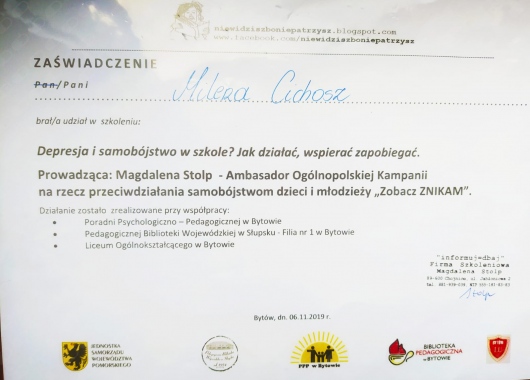 niewidziszboniepatrzysz.blogspot.com
www.facebook.com/niewidziszboniepatrzysz
ZAŚWIADCZENIE
Pan/Pani
Milena Cichosz
brał/a udział w szkoleniu:
Depresja i samobójstwo w szkole? Jak działać, wspierać zapobiegać.
Prowadząca: Magdalena Stolp - Ambasador Ogólnopolskiej Kampanii
na rzecz przeciwdziałania samobójstwom dzieci i młodzieży „Zobacz ZNIKAM”.
Działanie zostało zrealizowane przy współpracy:
• Poradni Psychologiczno – Pedagogicznej w Bytowie
• Pedagogicznej Biblioteki Wojewódzkiej w Słupsku - Filia nr 1 w Bytowie
• Liceum Ogólnokształcącego w Bytowie
"informuj=dbaj"
Firma Szkoleniowa
Magdalena Stolp
Stolp
Bytów, dn. 06.11.2019 r.
JEDNOSTKA
SAMORZĄDU
WOJEWÓDZTWA
POMORSKIEGO
PPP w Bytowie
BIBLIOTEKA
PEDAGOGICZNA
W BYTOWIE